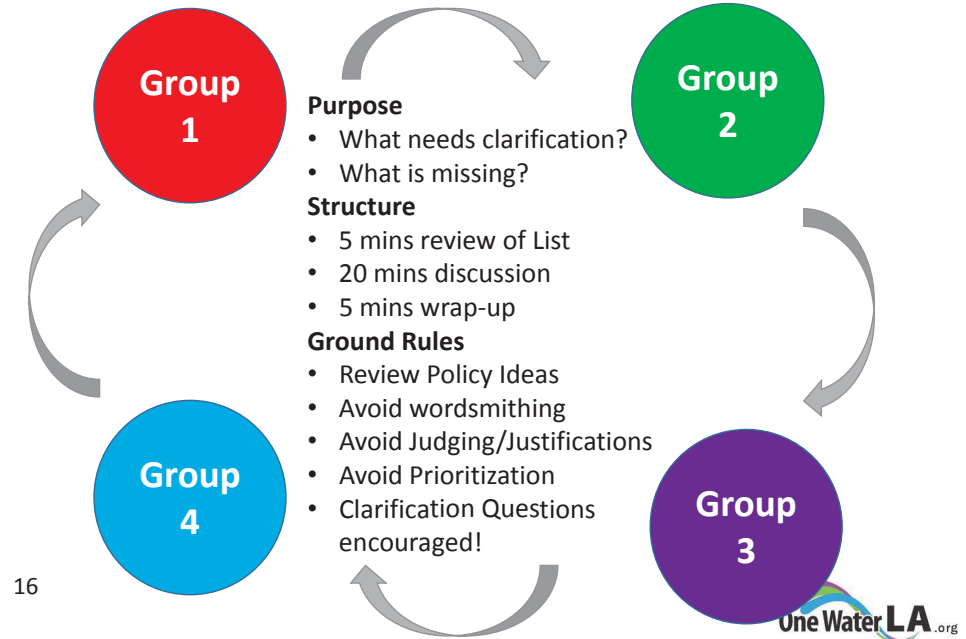 Group
1
Group
2
Purpose
• What needs clarification?
• What is missing?
Structure
• 5 mins review of List
• 20 mins discussion
• 5 mins wrap-up
Ground Rules
• Review Policy Ideas
• Avoid wordsmithing
• Avoid Judging/Justifications
• Avoid Prioritization
• Clarification Questions
encouraged!
Group
4
Group
3
16
One Water LA.org